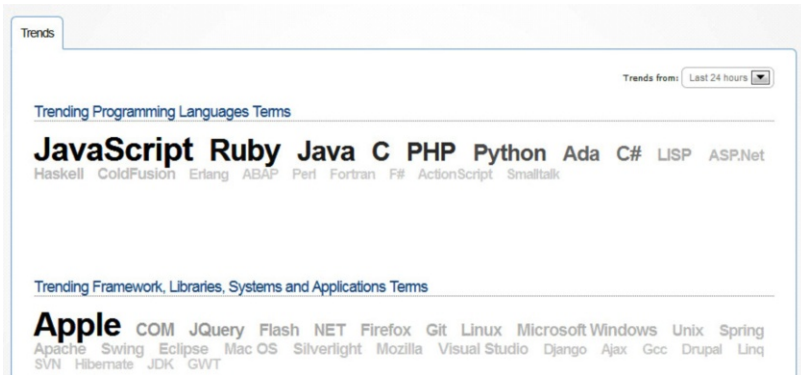 Trends
Trends from: Last 24 hours
Trending Programming Languages Terms
JavaScript Ruby Java C PHP Python Ada C# LISP ASP.Net
Haskell ColdFusion Erlang ABAP Perl Fortran F# ActionScript Smalltalk
Trending Framework, Libraries, Systems and Applications Terms
Apple COM JQuery Flash NET Firefox Git Linux Microsoft Windows Unix Spring
Apache Swing Eclipse Mac OS Silverlight Mozilla Visual Studio Django Ajax Gcc Drupal Linq
SVN Hibernate JDK GWT